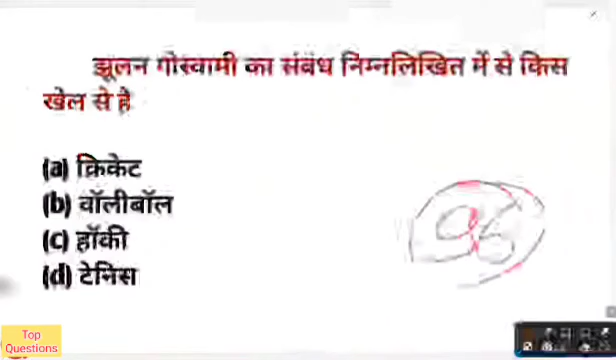 झूलन गोस्वामी का संबंध निम्नलिखित में से किस
खेल से है
(a) क्रिकेट
(b) वॉलीबॉल
(c) हॉकी
(d) टेनिस
Top
Questions